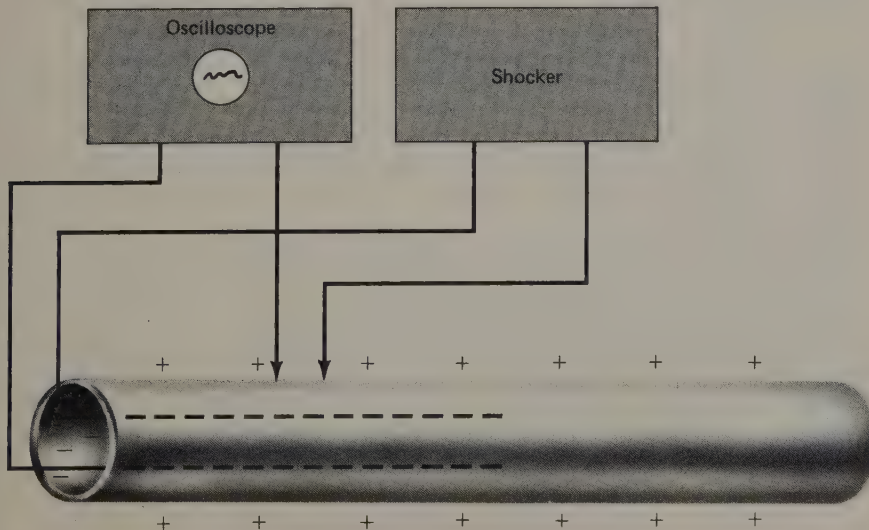 Oscilloscope
Shocker
+ + + + + + +
− − − −
+ + + + + + +